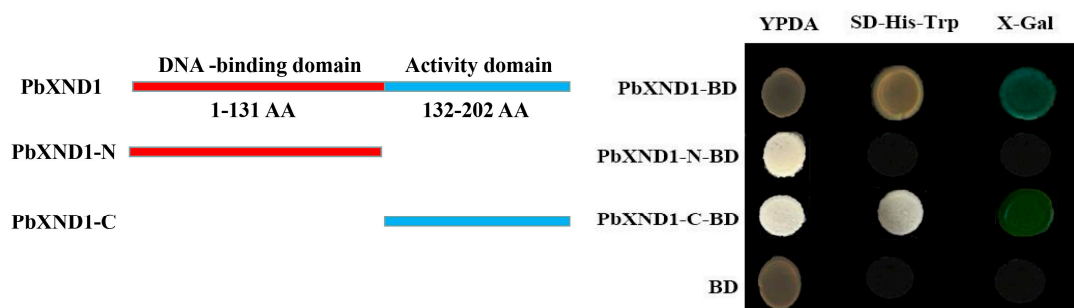 YPDA SD-His-Trp X-Gal
DNA -binding domain Activity domain
PbXND1
1-131 AA 132-202 AA
PbXND1-N
PbXND1-C
PbXND1-BD
PbXND1-N-BD
PbXND1-C-BD
BD